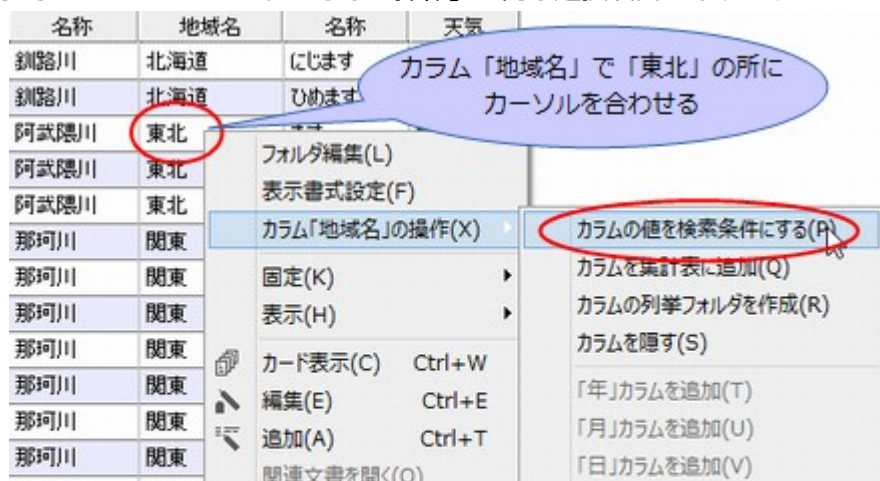 名称 地域名 名称 天気
釧路川 北海道 にじます
釧路川 北海道 ひめます
カラム「地域名」で「東北」の所に
カーソルを合わせる
阿武隈川 東北
阿武隈川 東北
阿武隈川 東北
那珂川 関東
那珂川 関東
那珂川 関東
那珂川 関東
那珂川 関東
那珂川 関東
那珂川 関東
フォルダ編集(L)
表示書式設定(F)
カラム「地域名」の操作(X)
固定(K)
表示(H)
カード表示(C) Ctrl+W
編集(E) Ctrl+E
追加(A) Ctrl+T
関連文書を開く(O)
カラムの値を検索条件にする(P)
カラムを集計表に追加(Q)
カラムの列挙フォルダを作成(R)
カラムを隠す(S)
「年」カラムを追加(T)
「月」カラムを追加(U)
「日」カラムを追加(V)